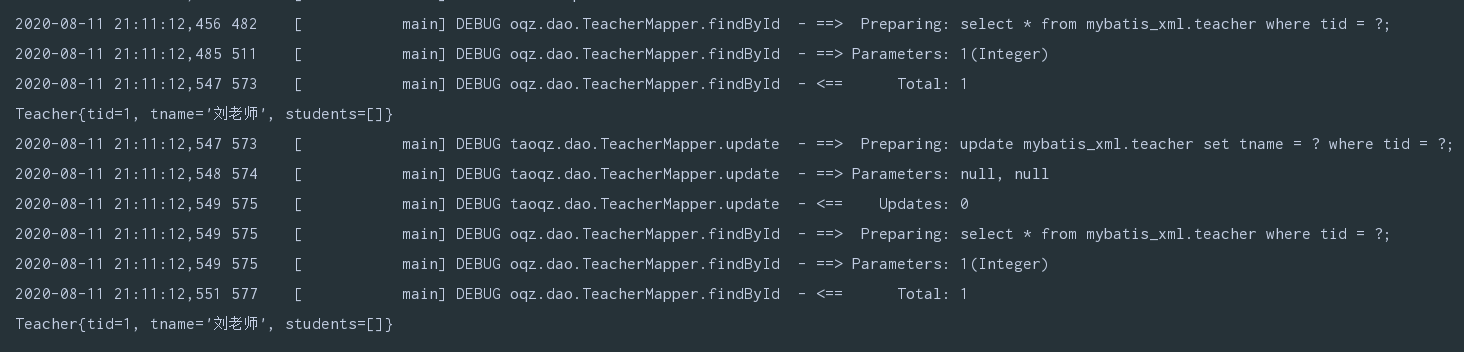 2020-08-11 21:11:12,456 482    [           main] DEBUG oqz.dao.TeacherMapper.findById  - ==>  Preparing: select * from mybatis_xml.teacher where tid = ?;
2020-08-11 21:11:12,485 511    [           main] DEBUG oqz.dao.TeacherMapper.findById  - ==> Parameters: 1(Integer)
2020-08-11 21:11:12,547 573    [           main] DEBUG oqz.dao.TeacherMapper.findById  - <==      Total: 1
Teacher{tid=1, tname='刘老师', students=[]}
2020-08-11 21:11:12,547 573    [           main] DEBUG taoqz.dao.TeacherMapper.update  - ==>  Preparing: update mybatis_xml.teacher set tname = ? where tid = ?;
2020-08-11 21:11:12,548 574    [           main] DEBUG taoqz.dao.TeacherMapper.update  - ==> Parameters: null, null
2020-08-11 21:11:12,549 575    [           main] DEBUG taoqz.dao.TeacherMapper.update  - <==    Updates: 0
2020-08-11 21:11:12,549 575    [           main] DEBUG oqz.dao.TeacherMapper.findById  - ==>  Preparing: select * from mybatis_xml.teacher where tid = ?;
2020-08-11 21:11:12,549 575    [           main] DEBUG oqz.dao.TeacherMapper.findById  - ==> Parameters: 1(Integer)
2020-08-11 21:11:12,551 577    [           main] DEBUG oqz.dao.TeacherMapper.findById  - <==      Total: 1
Teacher{tid=1, tname='刘老师', students=[]}